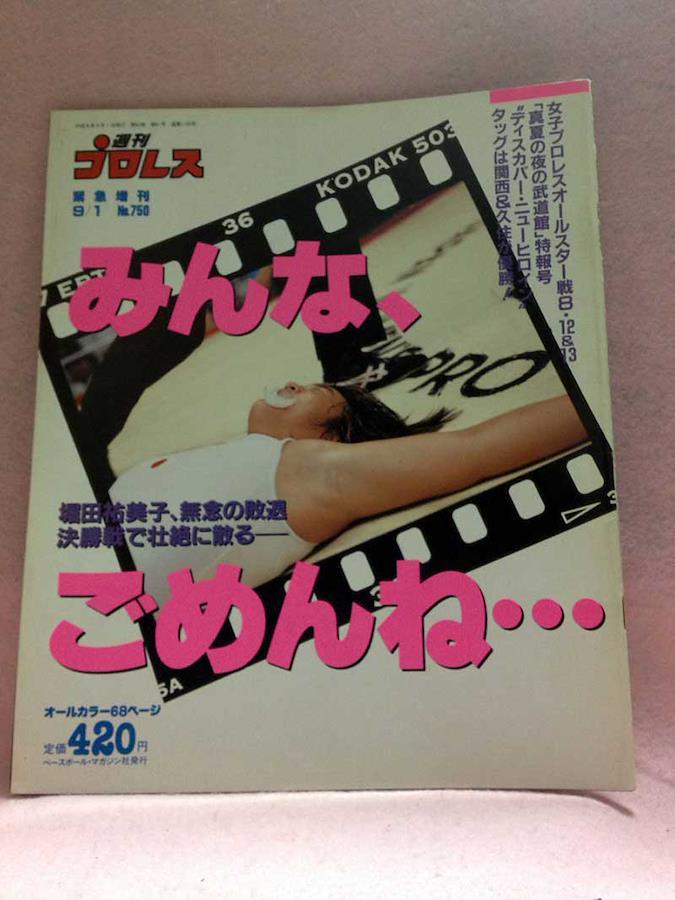 週刊
プロレス
緊急増刊
9/1 No.750
女子プロレスオールスター戦8・12&13
「真夏の夜の武道館」特報号
"ディスカバー・ニューヒロイン"
タッグは関西&久住が優勝!
KODAK 503
36
みんな、
PRO
堀田祐美子、無念の敗退
決勝戦で壮絶に散る——
ごめんね…
5A
オールカラー68ページ
定価420円
ベースボール・マガジン社発行